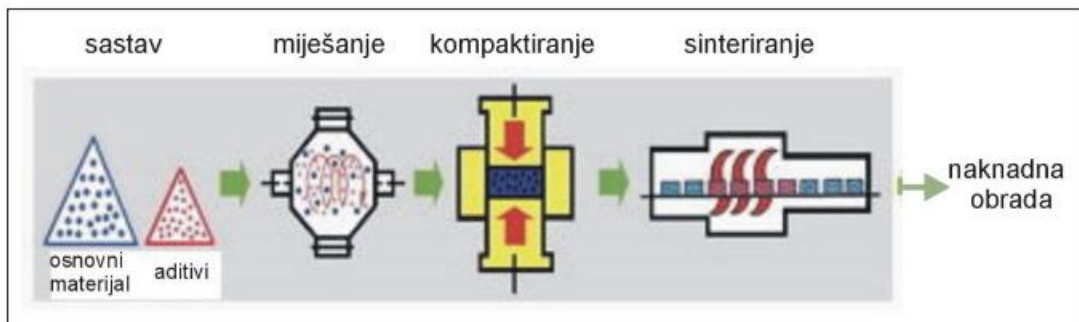 sastav
miješanje
kompaktiranje
sinteriranje
osnovni
materijal
aditivi
naknadna
obrada